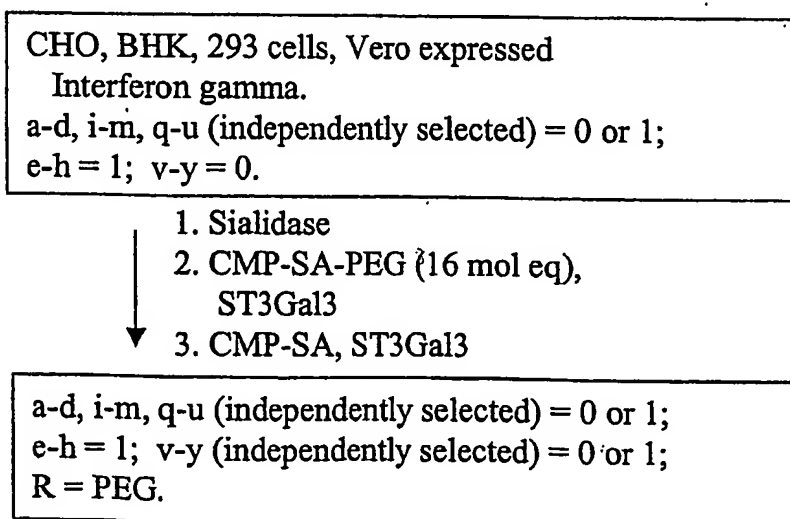 CHO, BHK, 293 cells, Vero expressed
Interferon gamma.
a-d, i-m, q-u (independently selected) = 0 or 1;
e-h = 1; v-y = 0.
1. Sialidase
2. CMP-SA-PEG (16 mol eq),
ST3Gal3
3. CMP-SA, ST3Gal3
a-d, i-m, q-u (independently selected) = 0 or 1;
e-h = 1; v-y (independently selected) = 0 or 1;
R = PEG.